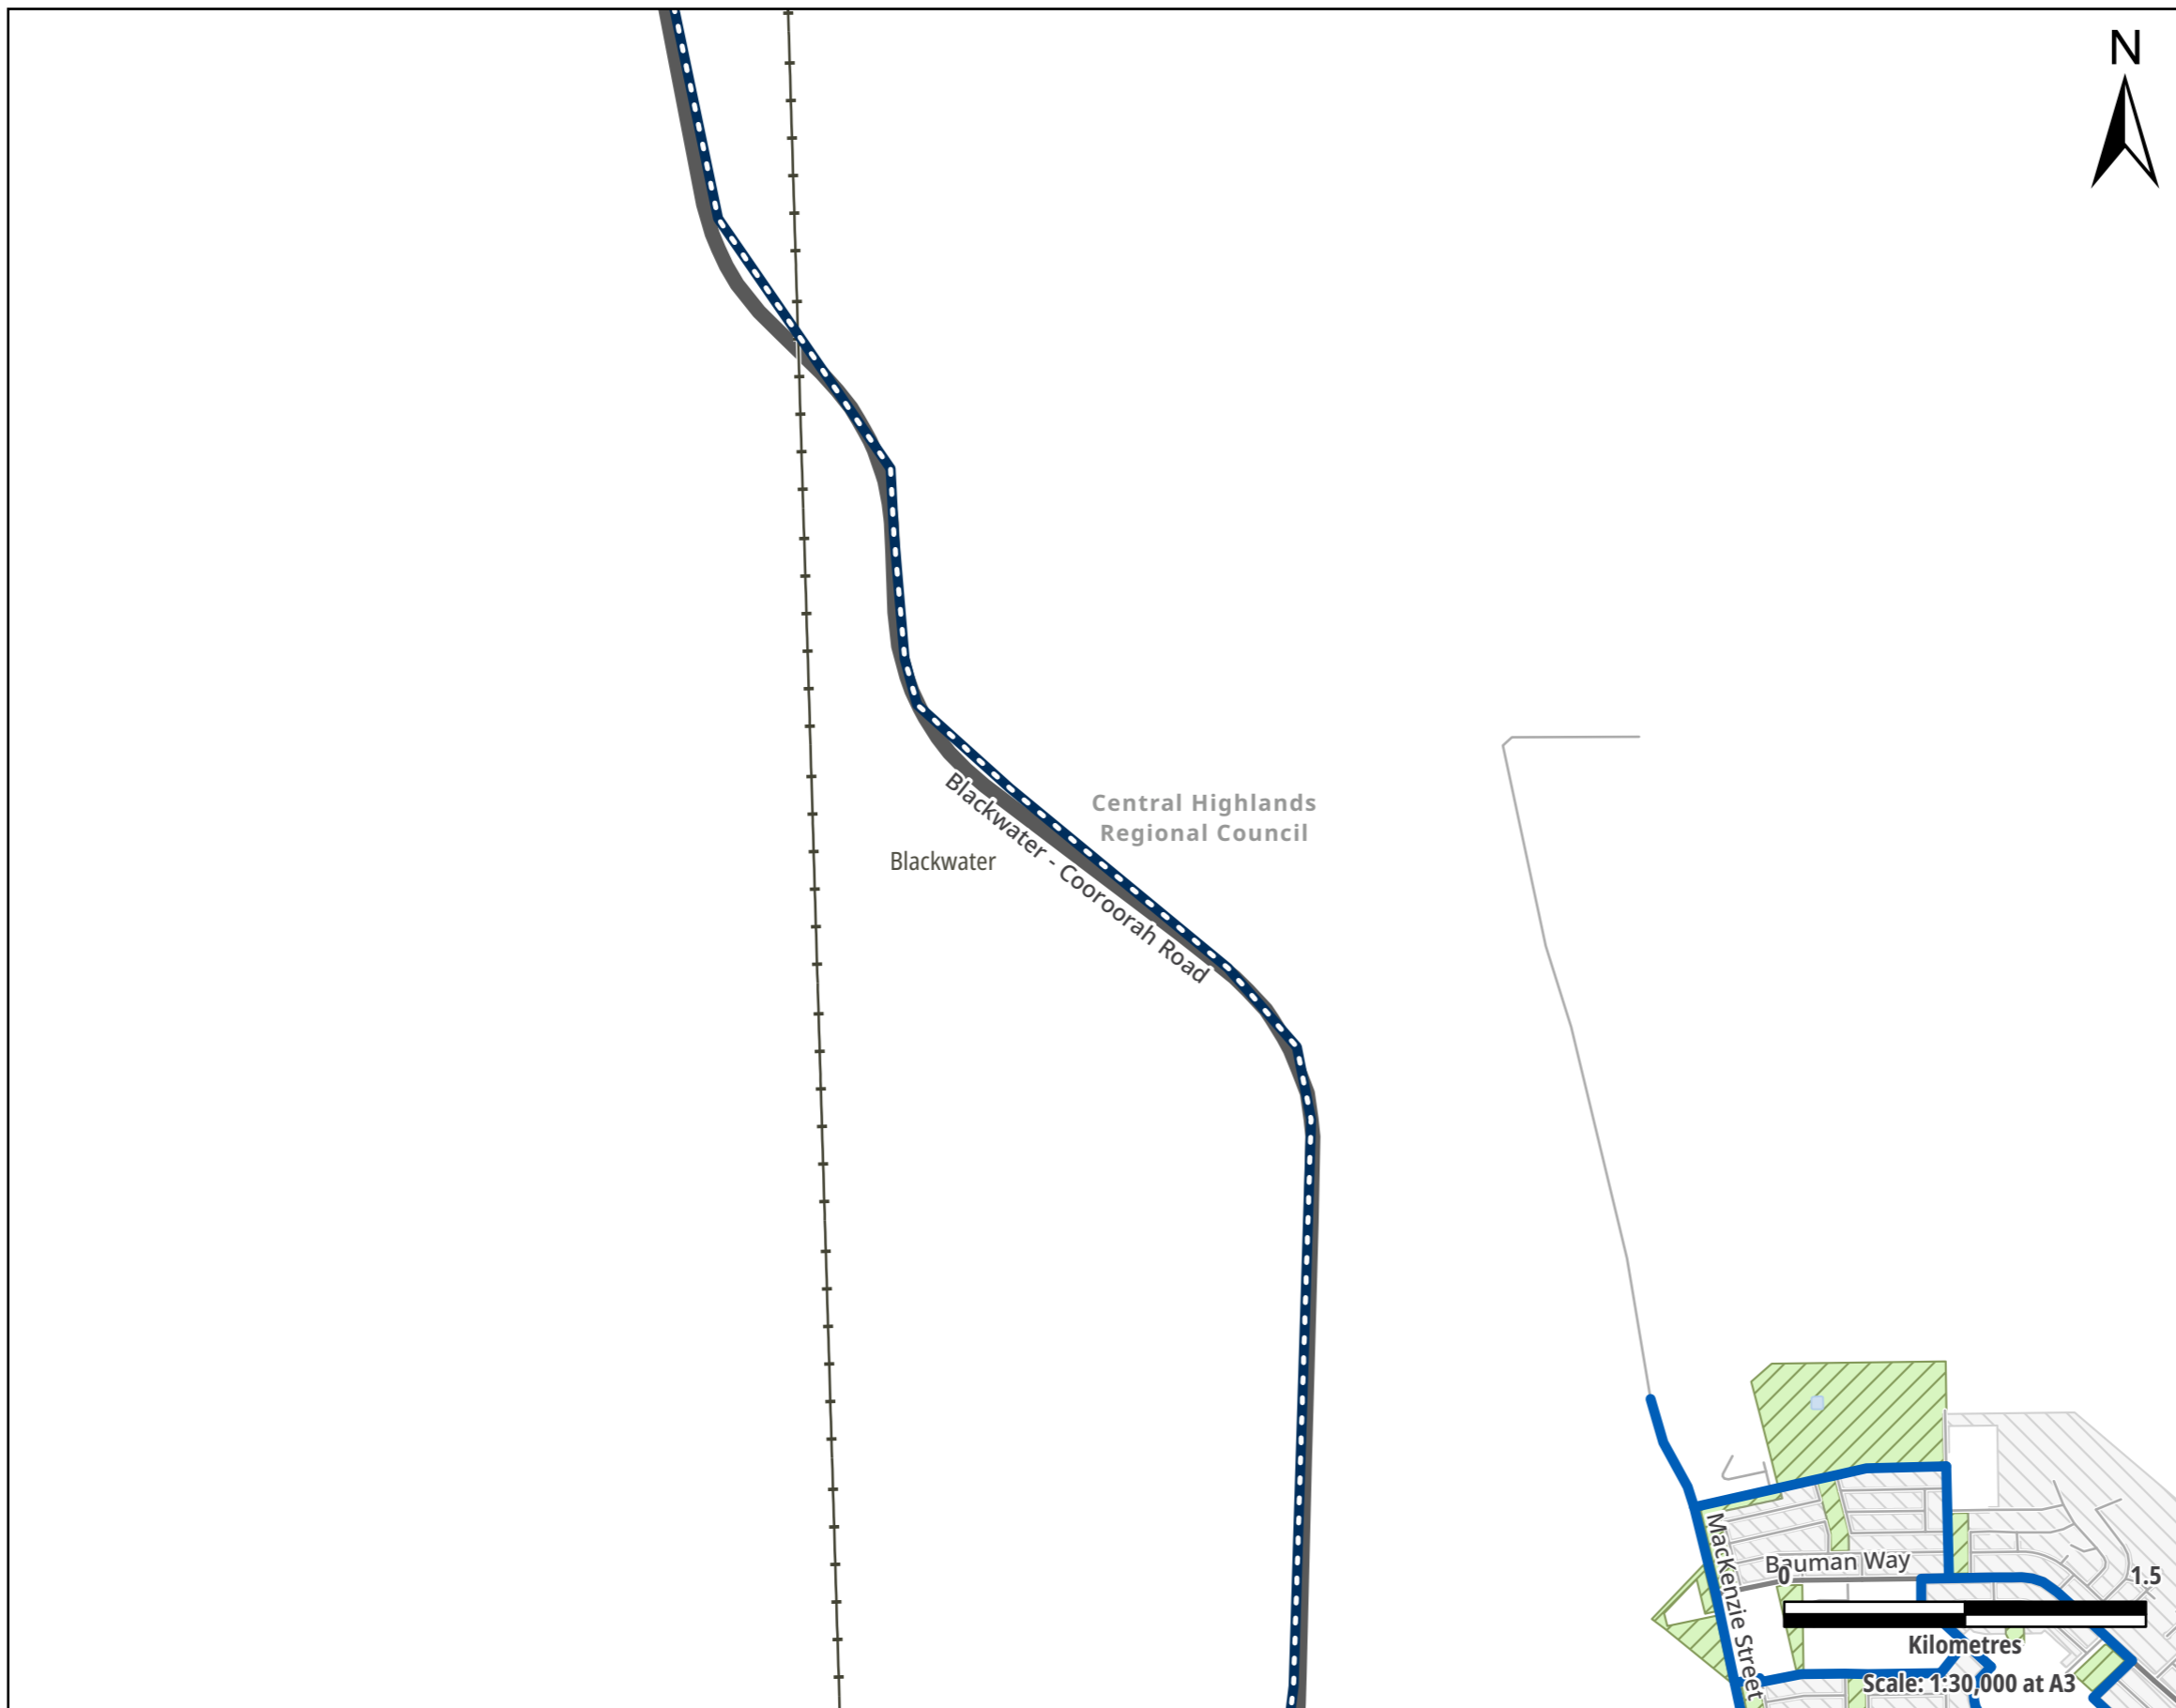 N
Central Highlands
Regional Council
Blackwater
Blackwater - Cooroorah Road
MacKenzie Street
Bauman Way
0
1.5
Kilometres
Scale: 1:30,000 at A3